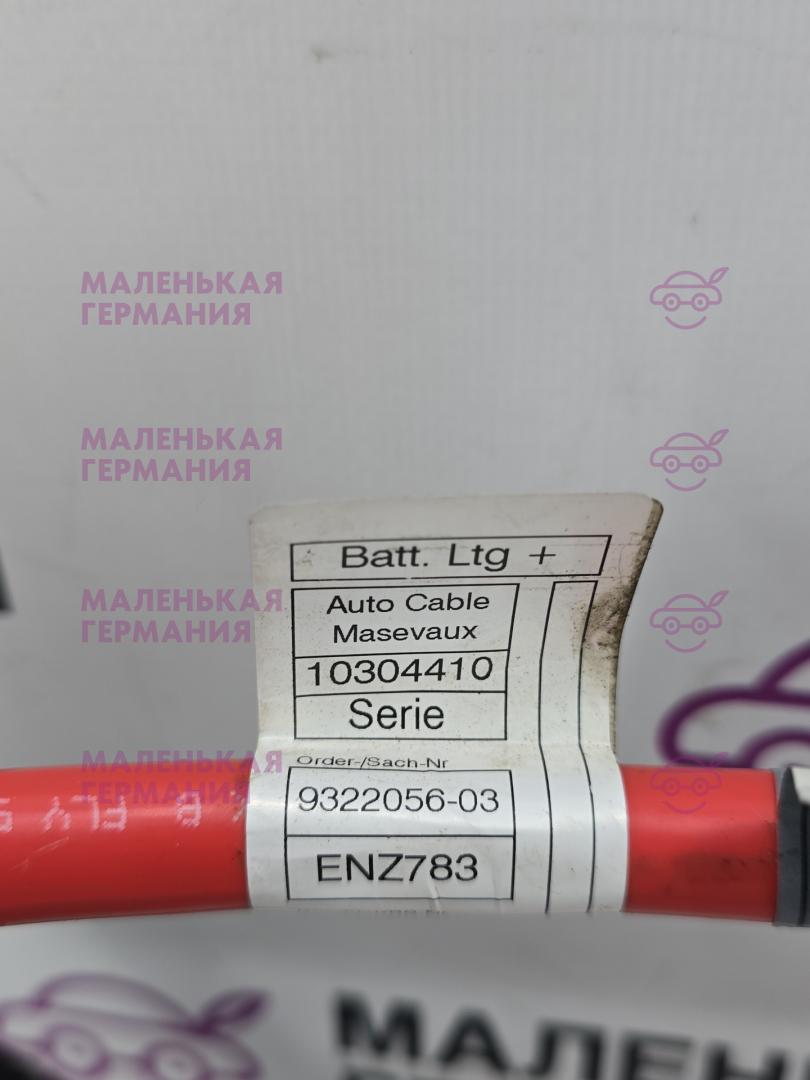 МАЛЕНЬКАЯ
ГЕРМАНИЯ
МАЛЕНЬКАЯ
ГЕРМАНИЯ
Batt. Ltg +
МАЛЕНЬКАЯ
ГЕРМАНИЯ
Auto Cable
Masevaux
10304410
Serie
Order-/Sach-Nr
МАЛЕНЬКАЯ
ГЕРМАНИЯ
9322056-03
ENZ783
МАЛЕН